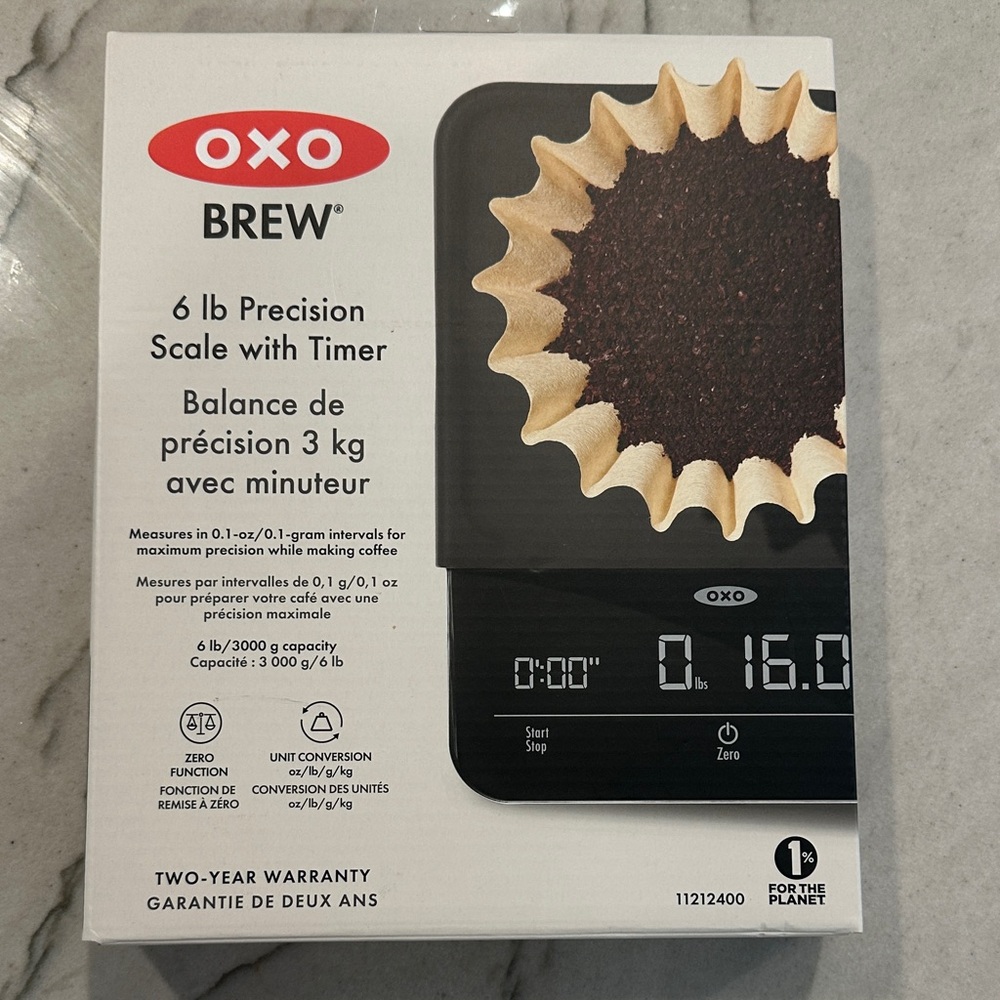 OXO
BREW®
6 lb Precision
Scale with Timer
Balance de
précision 3 kg
avec minuteur
Measures in 0.1-oz/0.1-gram intervals for
maximum precision while making coffee
Mesures par intervalles de 0,1 g/0,1 oz
pour préparer votre café avec une
précision maximale
6 lb/3000 g capacity
Capacité : 3 000 g/6 lb
ZERO
FUNCTION
FONCTION DE
REMISE À ZÉRO
UNIT CONVERSION
oz/lb/g/kg
CONVERSION DES UNITÉS
oz/lb/g/kg
TWO-YEAR WARRANTY
GARANTIE DE DEUX ANS
OXO
0:00" 0 lbs 16.0
Start
Stop
Zero
11212400
1%
FOR THE
PLANET